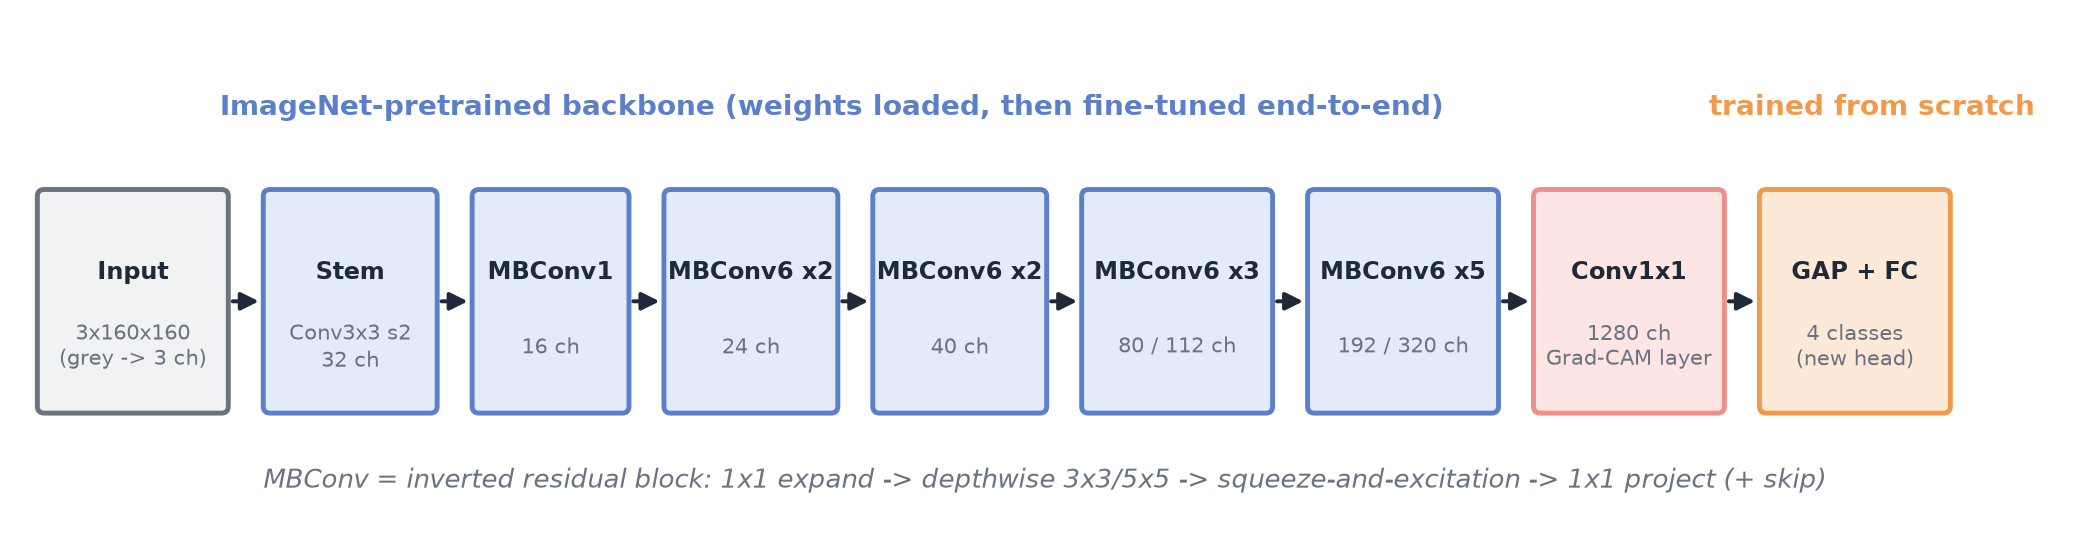 ImageNet-pretrained backbone (weights loaded, then fine-tuned end-to-end)
trained from scratch
Input
3x160x160
(grey -> 3 ch)
Stem
Conv3x3 s2
32 ch
MBConv1
16 ch
MBConv6 x2
24 ch
MBConv6 x2
40 ch
MBConv6 x3
80 / 112 ch
MBConv6 x5
192 / 320 ch
Conv1x1
1280 ch
Grad-CAM layer
GAP + FC
4 classes
(new head)
MBConv = inverted residual block: 1x1 expand -> depthwise 3x3/5x5 -> squeeze-and-excitation -> 1x1 project (+ skip)